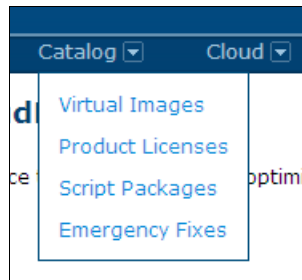 Catalog Cloud
Virtual Images
Product Licenses
Script Packages
Emergency Fixes